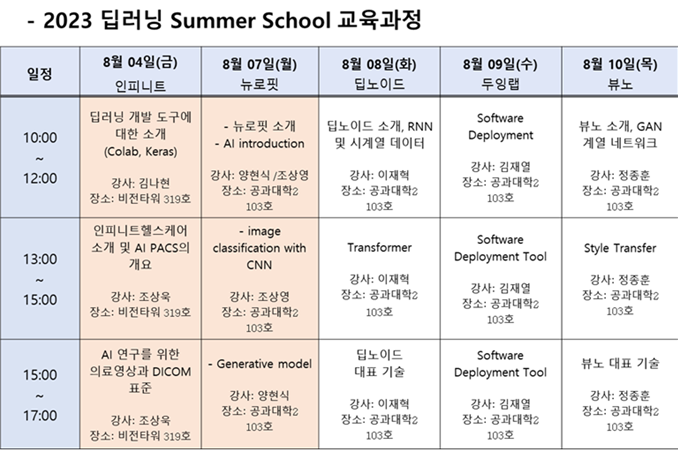 - 2023 딥러닝 Summer School 교육과정
일정
8월 04일(금)
인피니트
8월 07일(월)
뉴로핏
8월 08일(화)
딥노이드
8월 09일(수)
두잉랩
8월 10일(목)
뷰노
10:00
~
12:00
딥러닝 개발 도구에
대한 소개
(Colab, Keras)
강사: 김나현
장소: 비전타워 319호
- 뉴로핏 소개
- AI introduction
강사: 양현식 /조상영
장소: 공과대학2
103호
딥노이드 소개, RNN
및 시계열 데이터
강사: 이재혁
장소: 공과대학2
103호
Software
Deployment
강사: 김재열
장소: 공과대학2
103호
뷰노 소개, GAN
계열 네트워크
강사: 정종훈
장소: 공과대학2
103호
13:00
~
15:00
인피니트헬스케어
소개 및 AI PACS의
개요
강사: 조상욱
장소: 비전타워 319호
- image
classification with
CNN
강사: 조상영
장소: 공과대학2
103호
Transformer
강사: 이재혁
장소: 공과대학2
103호
Software
Deployment Tool
강사: 김재열
장소: 공과대학2
103호
Style Transfer
강사: 정종훈
장소: 공과대학2
103호
15:00
~
17:00
AI 연구를 위한
의료영상과 DICOM
표준
강사: 조상욱
장소: 비전타워 319호
- Generative model
강사: 양현식
장소: 공과대학2
103호
딥노이드
대표 기술
강사: 이재혁
장소: 공과대학2
103호
Software
Deployment Tool
강사: 김재열
장소: 공과대학2
103호
뷰노 대표 기술
강사: 정종훈
장소: 공과대학2
103호